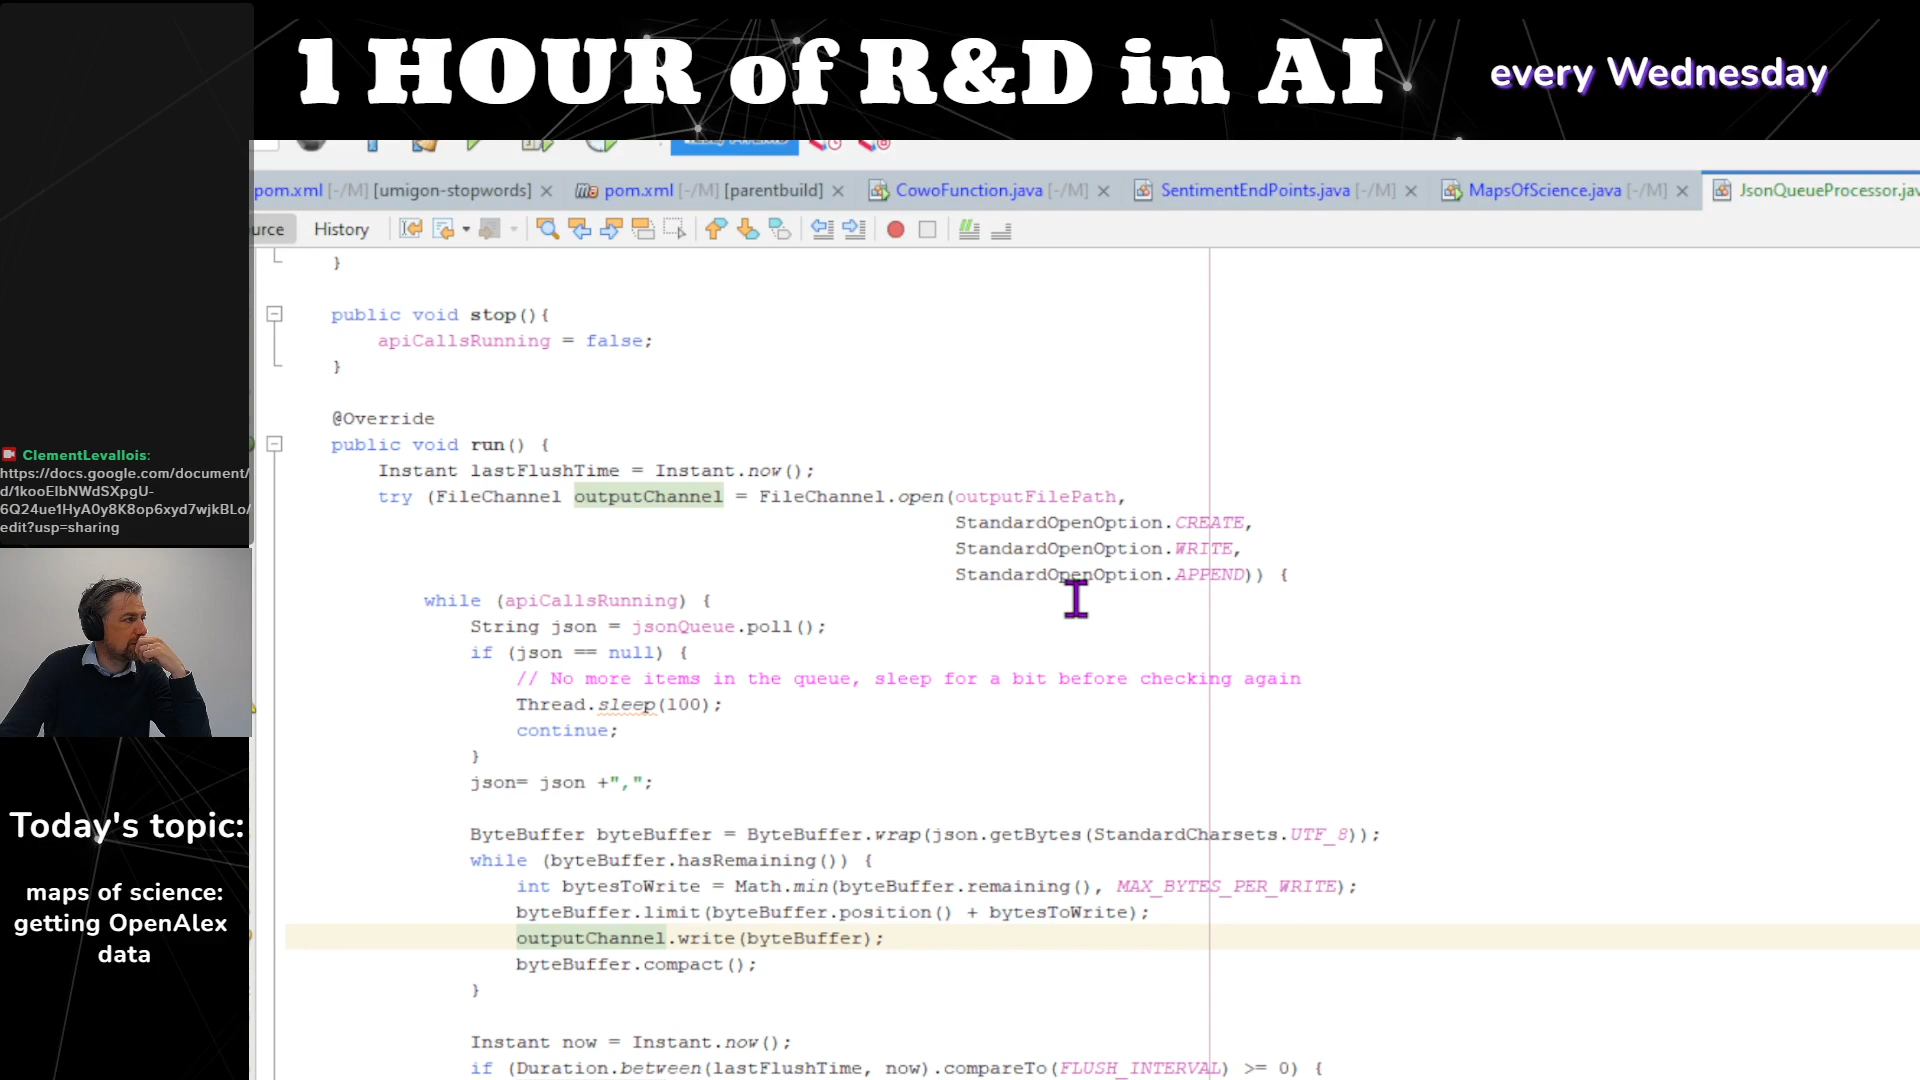 1 HOUR of R&D in AI
every Wednesday
pom.xml [-/M] [umigon-stopwords]
pom.xml [-/M] [parentbuild]
CowoFunction.java [-/M]
SentimentEndPoints.java [-/M]
MapsOfScience.java [-/M]
JsonQueueProcessor.jav
urce
History
}
public void stop(){
apiCallsRunning = false;
}
@Override
public void run() {
Instant lastFlushTime = Instant.now();
try (FileChannel outputChannel = FileChannel.open(outputFilePath,
StandardOpenOption.CREATE,
StandardOpenOption.WRITE,
StandardOpenOption.APPEND)) {
while (apiCallsRunning) {
String json = jsonQueue.poll();
if (json == null) {
// No more items in the queue, sleep for a bit before checking again
Thread.sleep(100);
continue;
}
json= json +",";
ByteBuffer byteBuffer = ByteBuffer.wrap(json.getBytes(StandardCharsets.UTF_8));
while (byteBuffer.hasRemaining()) {
int bytesToWrite = Math.min(byteBuffer.remaining(), MAX_BYTES_PER_WRITE);
byteBuffer.limit(byteBuffer.position() + bytesToWrite);
outputChannel.write(byteBuffer);
byteBuffer.compact();
}
Instant now = Instant.now();
if (Duration.between(lastFlushTime, now).compareTo(FLUSH_INTERVAL) >= 0) {
ClementLevallois:
https://docs.google.com/document/
d/1kooElbNWdSXpgU-
6Q24ue1HyA0y8K8op6xyd7wjkBLo/
edit?usp=sharing
Today's topic:
maps of science:
getting OpenAlex
data